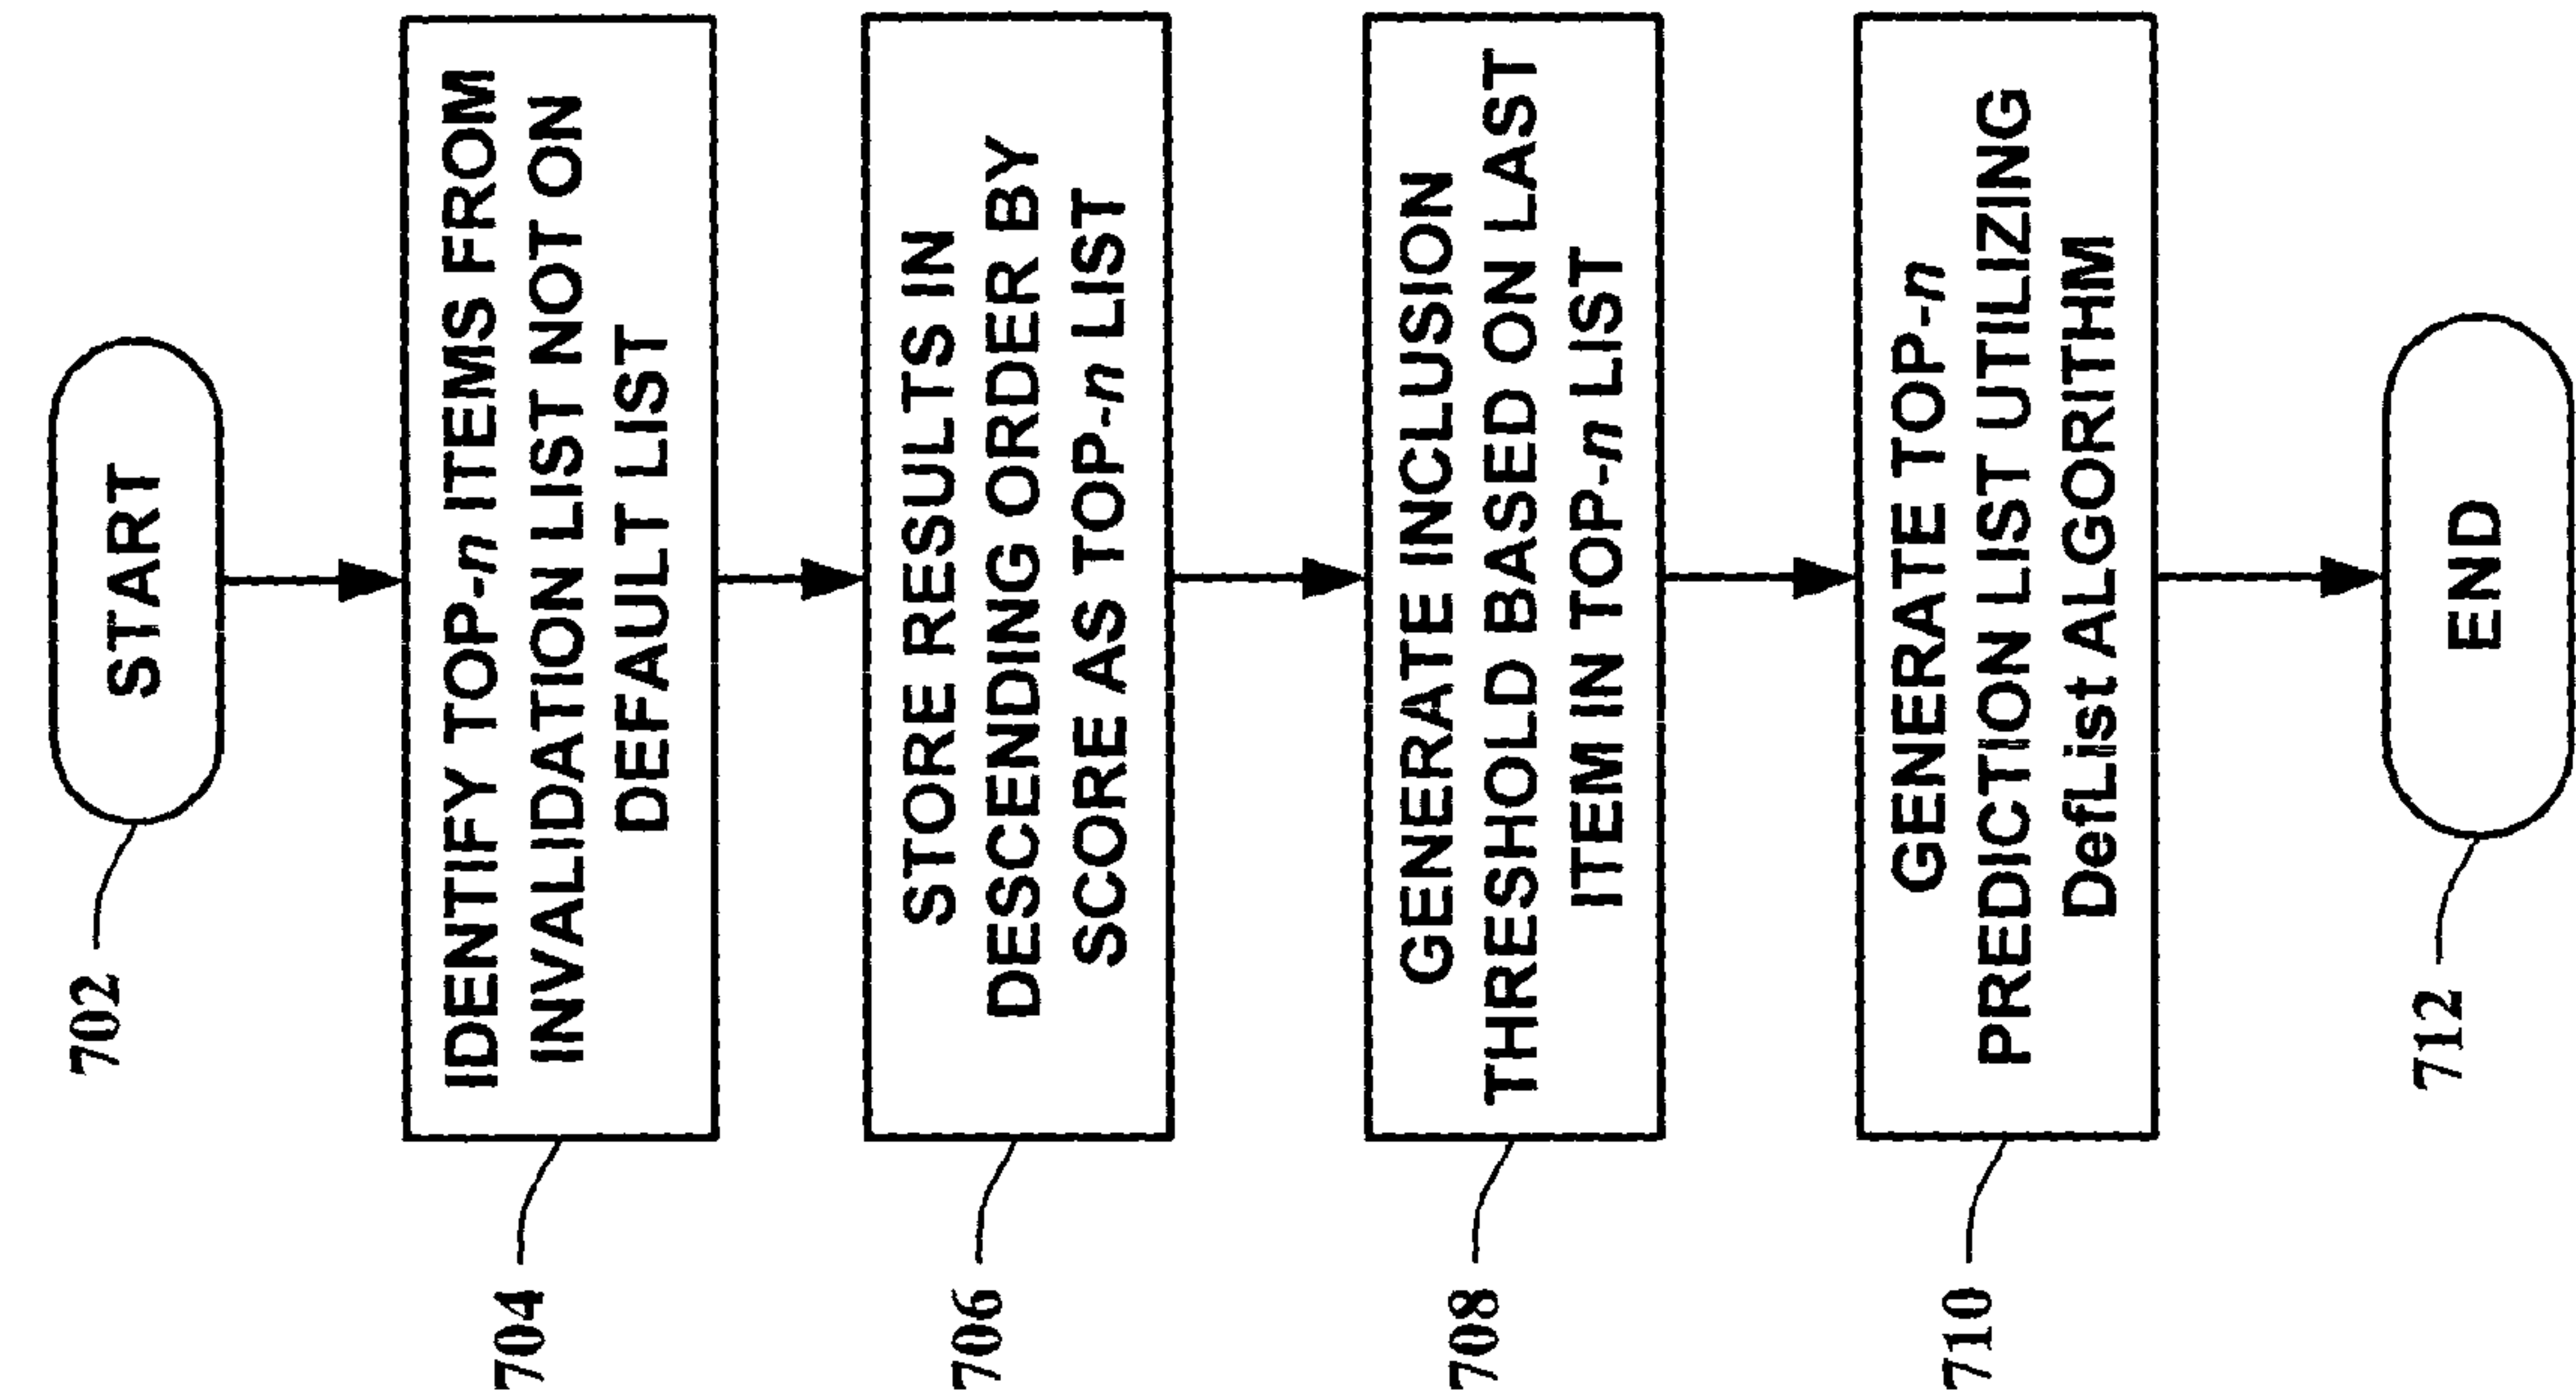 START
702
IDENTIFY TOP-n ITEMS FROM
INVALIDATION LIST NOT ON
DEFAULT LIST
704
STORE RESULTS IN
DESCENDING ORDER BY
SCORE AS TOP-n LIST
706
GENERATE INCLUSION
THRESHOLD BASED ON LAST
ITEM IN TOP-n LIST
708
GENERATE TOP-n
PREDICTION LIST UTILIZING
DefList ALGORITHM
710
END
712